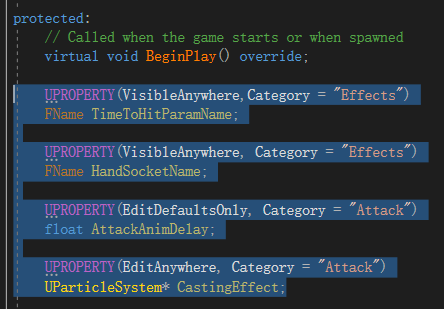 protected:
// Called when the game starts or when spawned
virtual void BeginPlay() override;
UPROPERTY(VisibleAnywhere,Category = "Effects")
FName TimeToHitParamName;
UPROPERTY(VisibleAnywhere, Category = "Effects")
FName HandSocketName;
UPROPERTY(EditDefaultsOnly, Category = "Attack")
float AttackAnimDelay;
UPROPERTY(EditAnywhere, Category = "Attack")
UParticleSystem* CastingEffect;